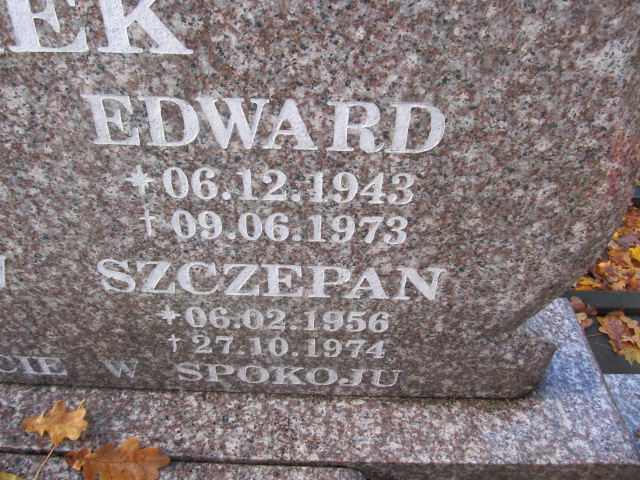 EK
EDWARD
✦ 06.12.1943
† 09.06.1973
SZCZEPAN
✦ 06.02.1956
† 27.10.1974
CIE W SPOKOJU